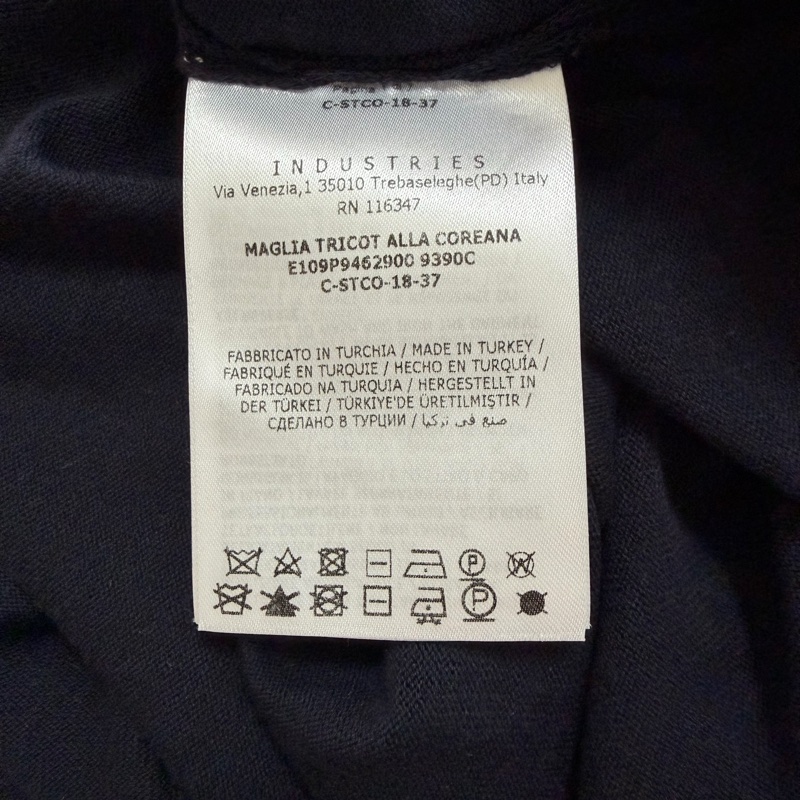 C-STCO-18-37
INDUSTRIES
Via Venezia,1 35010 Trebaseleghe(PD) Italy
RN 116347
MAGLIA TRICOT ALLA COREANA
E109P9462900 9390C
C-STCO-18-37
FABBRICATO IN TURCHIA / MADE IN TURKEY /
FABRIQUÉ EN TURQUIE / HECHO EN TURQUÍA /
FABRICADO NA TURQUIA / HERGESTELLT IN
DER TÜRKEI / TÜRKİYE'DE ÜRETILMIŞTIR /
СДЕЛАНО В ТУРЦИИ / صنع في تركيا
P W
P